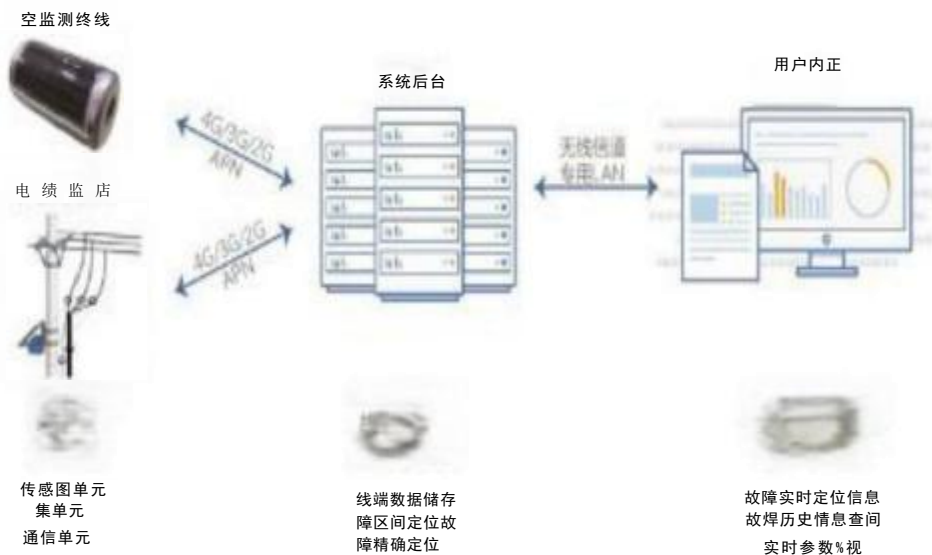 空监测终线
系统后台
用户内正
4G/3G/2G
APN
无线信道
专用LAN
电绩监店
4G/3G/2G
APN
传感图单元
集单元
通信单元
线端数据储存
障区间定位故
障精确定位
故障实时定位信息
故焊历史情息查间
实时参数%视